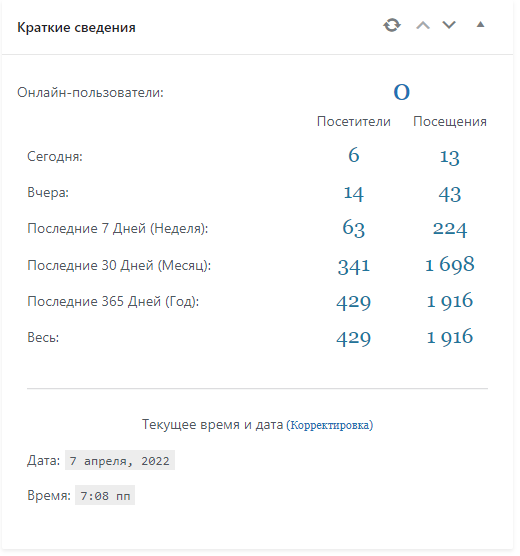 Краткие сведения
Онлайн-пользователи: 0
Посетители Посещения
Сегодня: 6 13
Вчера: 14 43
Последние 7 Дней (Неделя): 63 224
Последние 30 Дней (Месяц): 341 1 698
Последние 365 Дней (Год): 429 1 916
Весь: 429 1 916
Текущее время и дата (Корректировка)
Дата: 7 апреля, 2022
Время: 7:08 пп